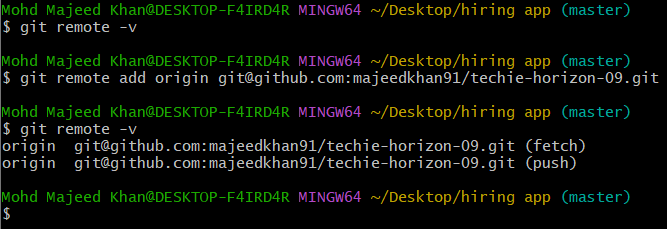 Mohd Majeed Khan@DESKTOP-F4IRD4R MINGW64 ~/Desktop/hiring app (master)
$ git remote -v
Mohd Majeed Khan@DESKTOP-F4IRD4R MINGW64 ~/Desktop/hiring app (master)
$ git remote add origin git@github.com:majeedkhan91/techie-horizon-09.git
Mohd Majeed Khan@DESKTOP-F4IRD4R MINGW64 ~/Desktop/hiring app (master)
$ git remote -v
origin  git@github.com:majeedkhan91/techie-horizon-09.git (fetch)
origin  git@github.com:majeedkhan91/techie-horizon-09.git (push)
Mohd Majeed Khan@DESKTOP-F4IRD4R MINGW64 ~/Desktop/hiring app (master)
$